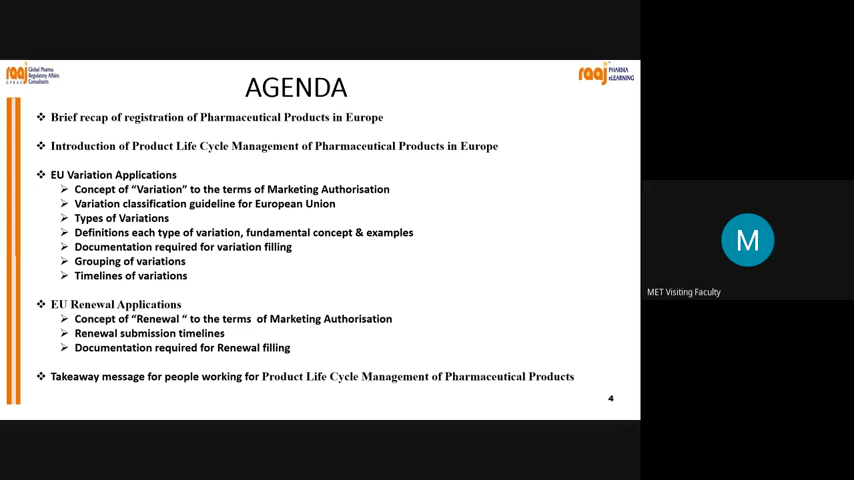 raaj
GPRAC
Global Pharma
Regulatory Affairs
Consultants
AGENDA
raaj PHARMA
eLEARNING
❖ Brief recap of registration of Pharmaceutical Products in Europe
❖ Introduction of Product Life Cycle Management of Pharmaceutical Products in Europe
❖ EU Variation Applications
➢ Concept of “Variation” to the terms of Marketing Authorisation
➢ Variation classification guideline for European Union
➢ Types of Variations
➢ Definitions each type of variation, fundamental concept & examples
➢ Documentation required for variation filling
➢ Grouping of variations
➢ Timelines of variations
❖ EU Renewal Applications
➢ Concept of “Renewal “ to the terms of Marketing Authorisation
➢ Renewal submission timelines
➢ Documentation required for Renewal filling
❖ Takeaway message for people working for Product Life Cycle Management of Pharmaceutical Products
4
M
MET Visiting Faculty